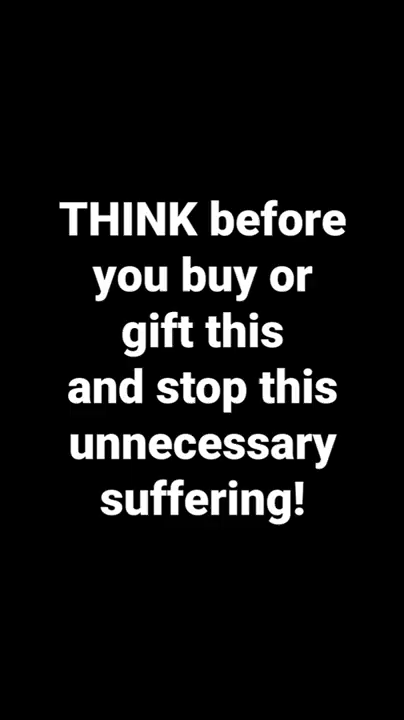 THINK before
you buy or
gift this
and stop this
unnecessary
suffering!